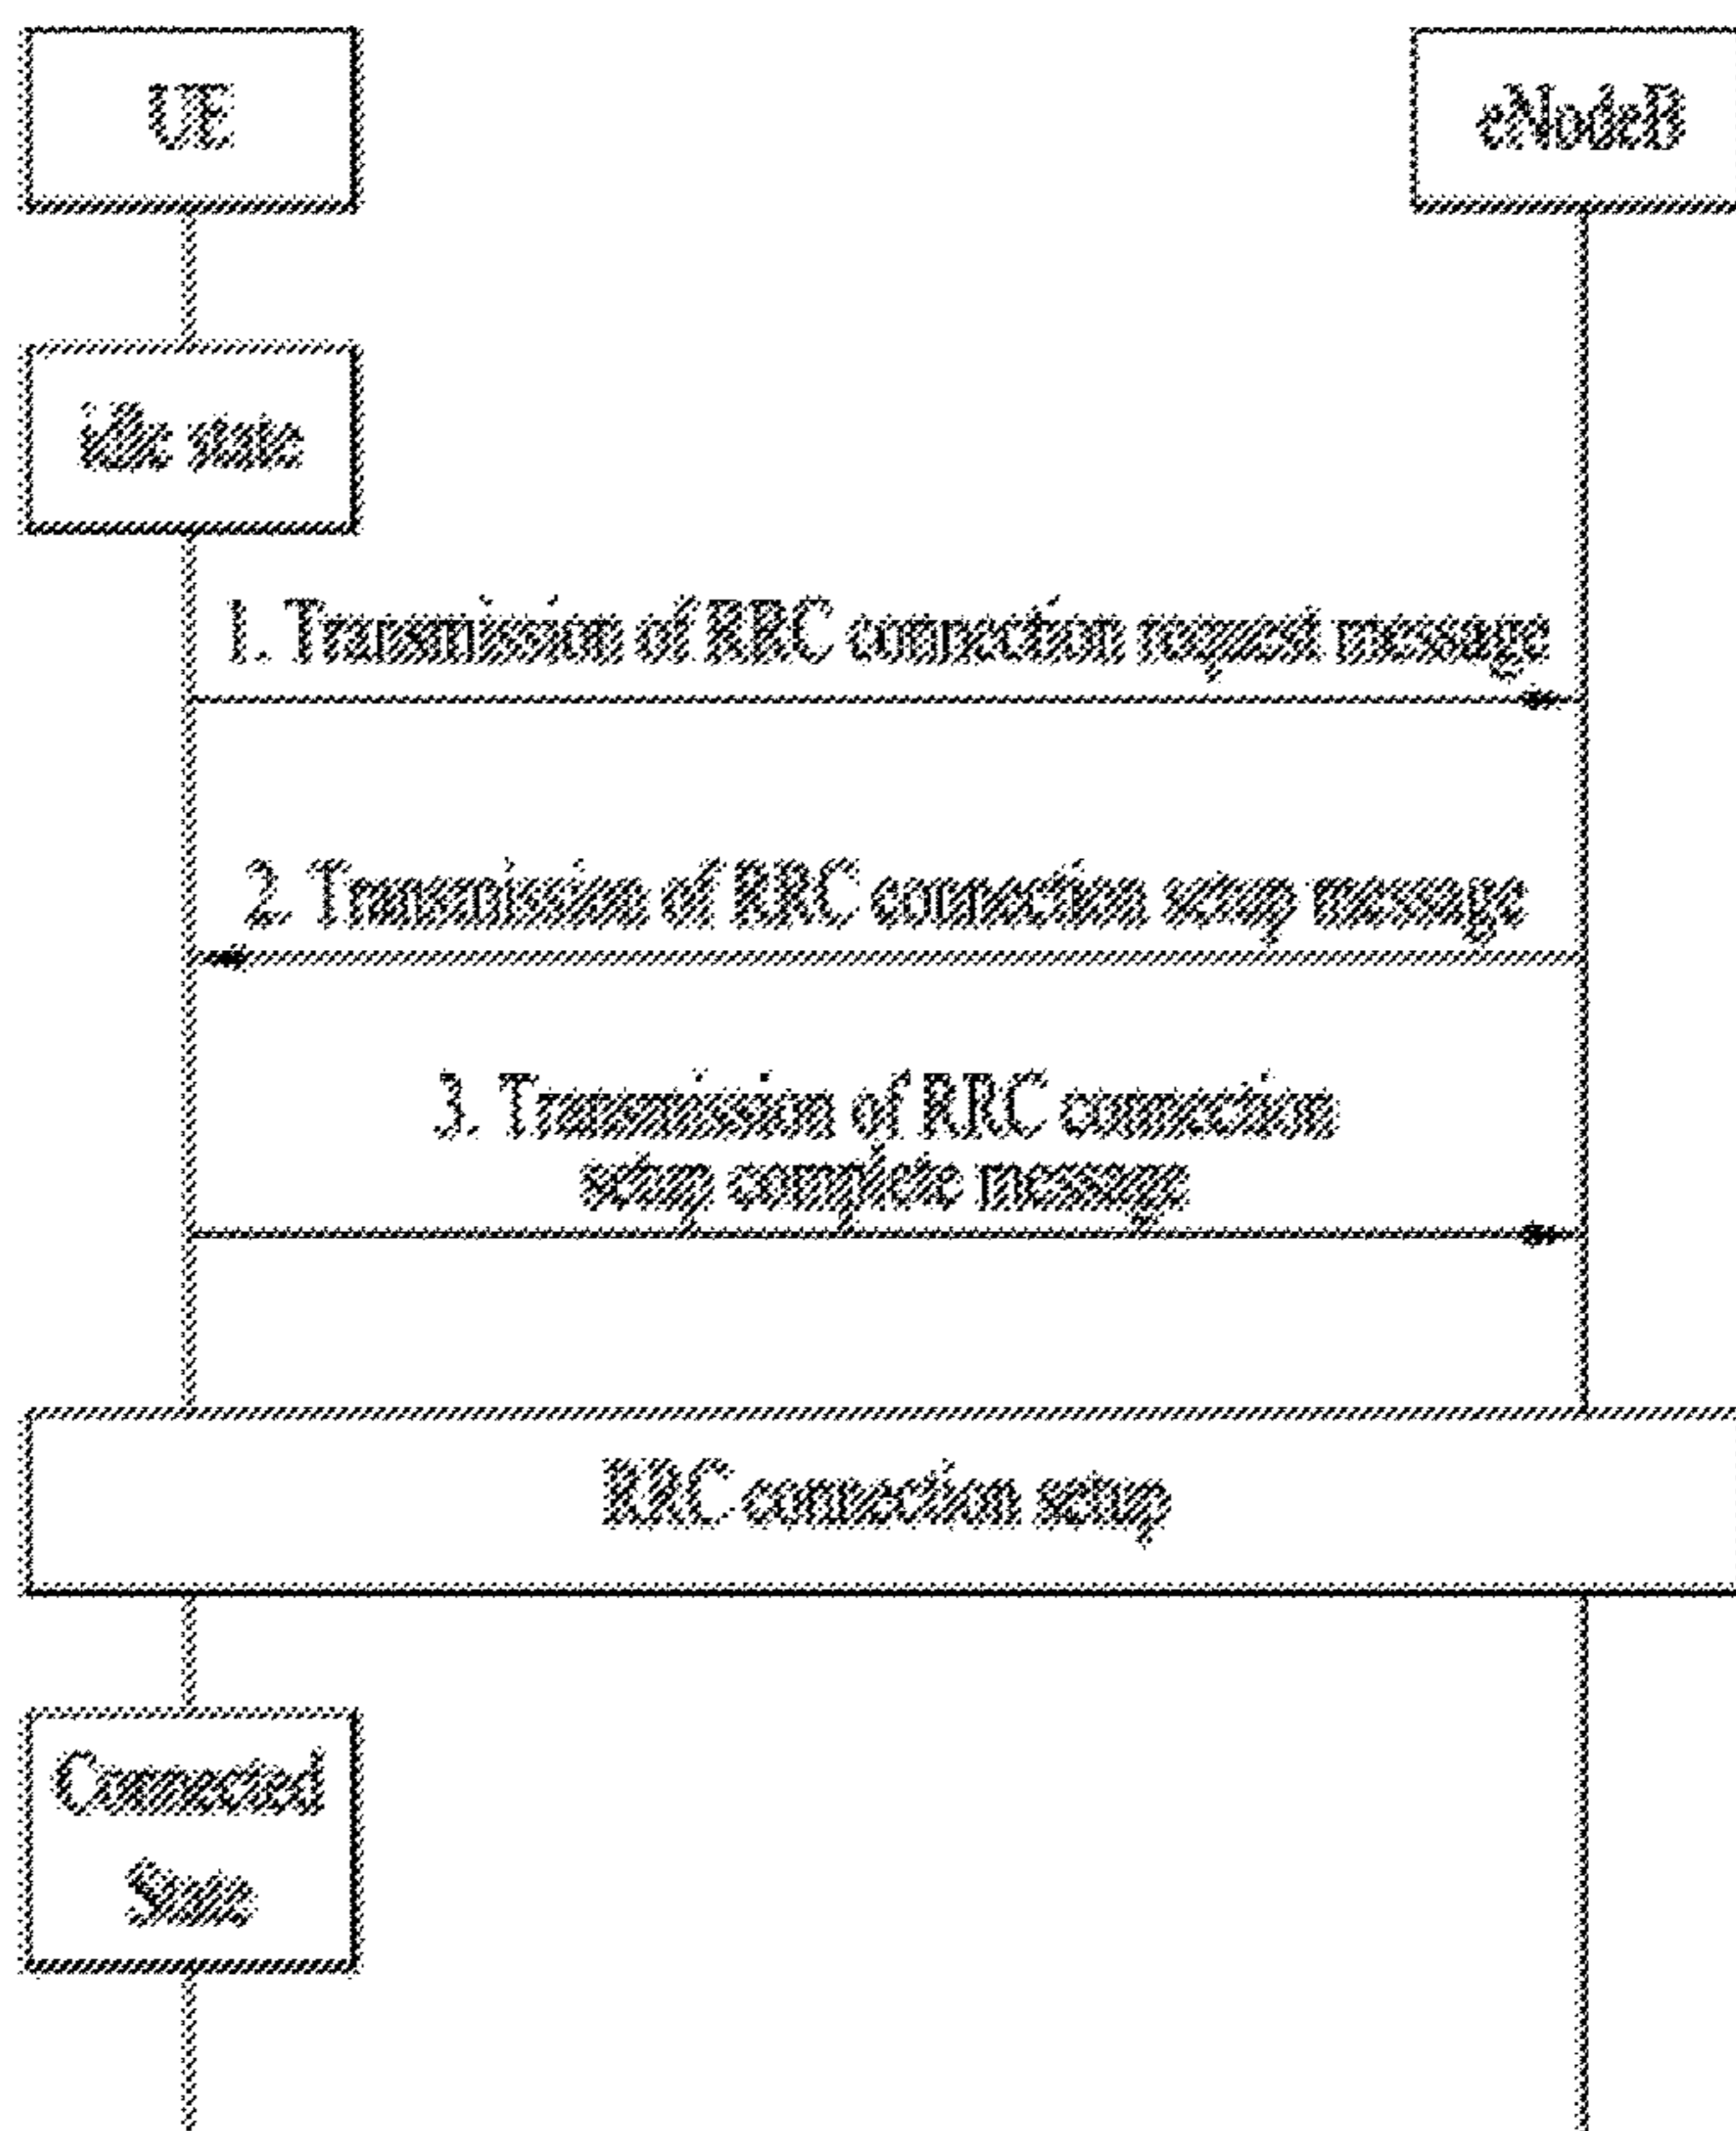 UE
eNodeB
idle state
1. Transmission of RRC connection request message
2. Transmission of RRC connection setup message
3. Transmission of RRC connection
setup complete message
RRC connection setup
Connected
State